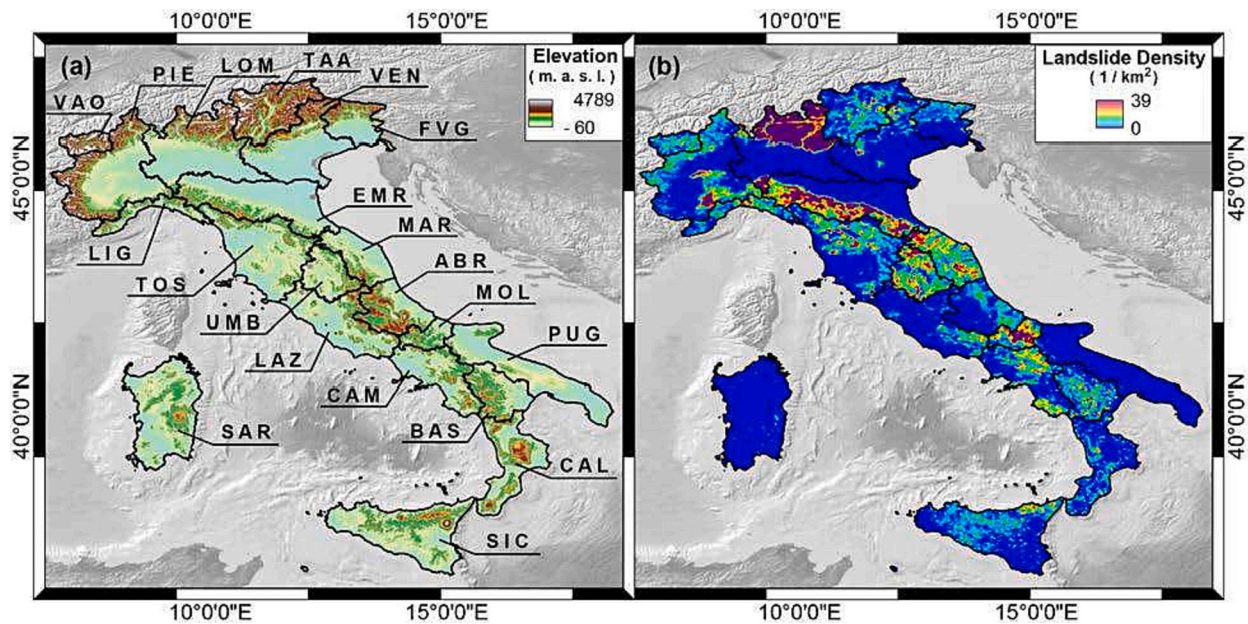 10°0'0"E 15°0'0"E 10°0'0"E 15°0'0"E
(a)
Elevation
( m. a. s. l.)
4789
- 60
PIE LOM TAA VEN
VAO
FVG
EMR
MAR
LIG
ABR
TOS
MOL
UMB
PUG
LAZ
CAM
SAR
BAS
CAL
SIC
(b)
Landslide Density
( 1 / km²)
39
0
45°0'0"N 45°0'0"N
40°0'0"N 40°0'0"N
10°0'0"E 15°0'0"E 10°0'0"E 15°0'0"E